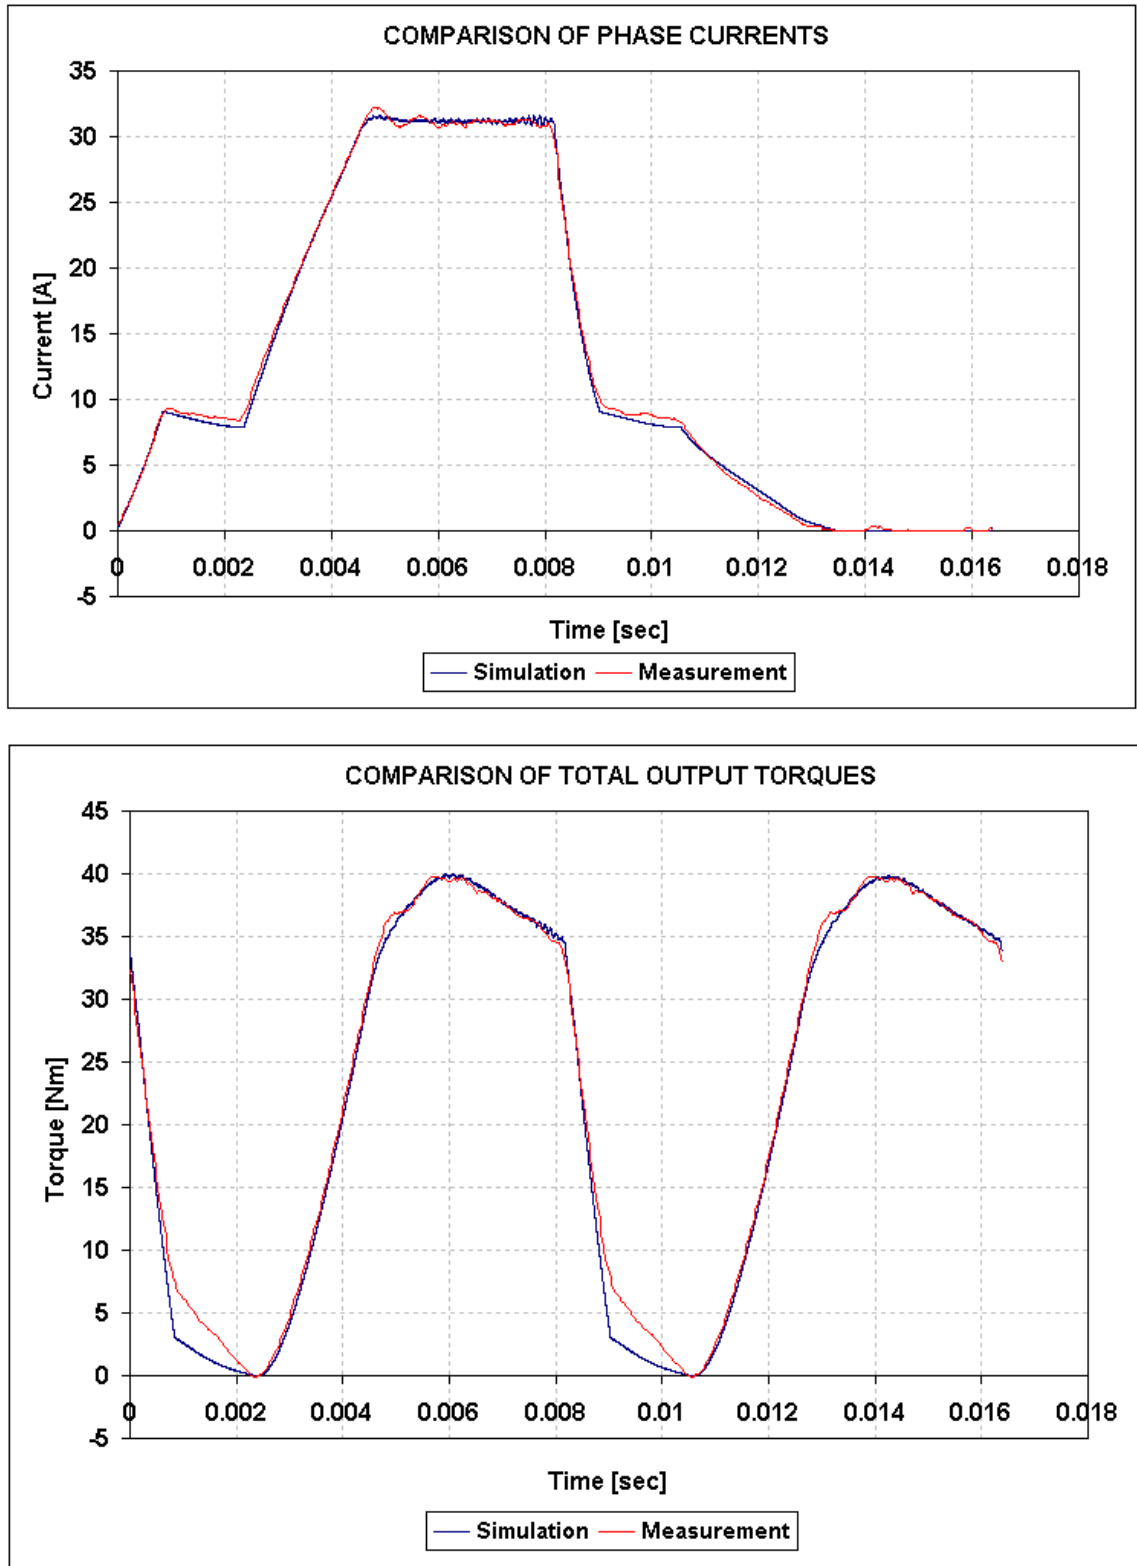 COMPARISON OF PHASE CURRENTS
35
30
25
20
15
10
5
0
-5
Current [A]
0 0.002 0.004 0.006 0.008 0.01 0.012 0.014 0.016 0.018
Time [sec]
Simulation Measurement
COMPARISON OF TOTAL OUTPUT TORQUES
45
40
35
30
25
20
15
10
5
0
-5
Torque [Nm]
0 0.002 0.004 0.006 0.008 0.01 0.012 0.014 0.016 0.018
Time [sec]
Simulation Measurement